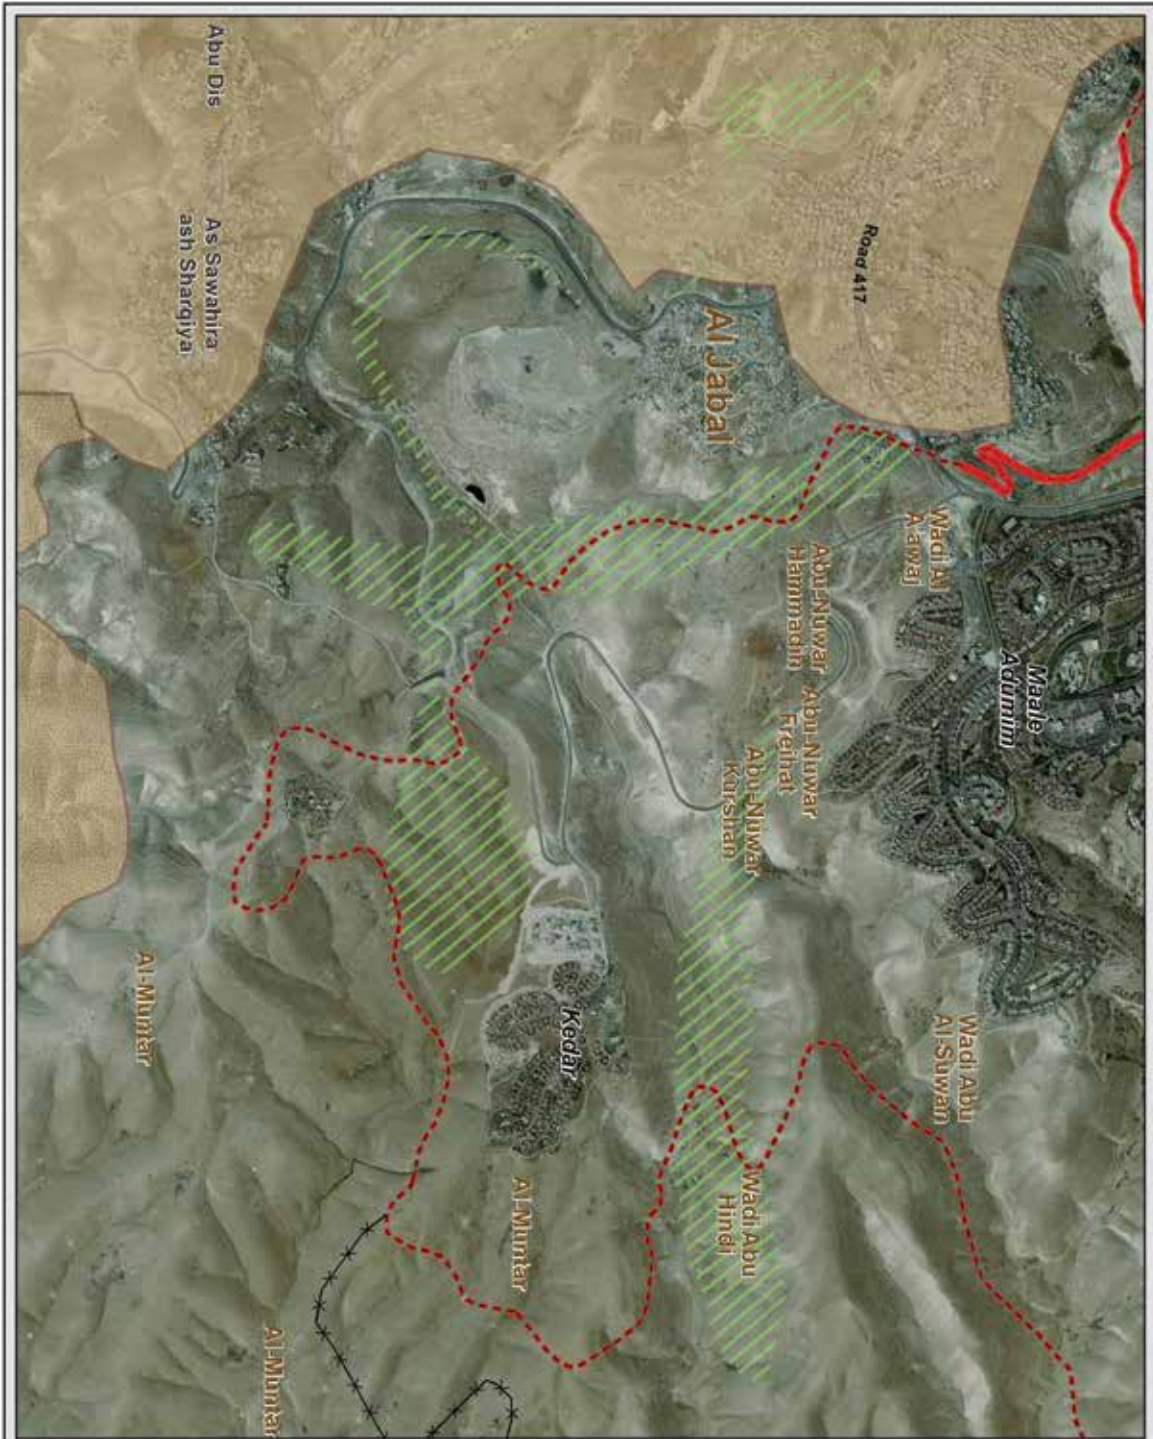 Maale
Adumim
Wadi Abu
Al-Suwan
Wadi Al
A'awaj
Road 417
Abu-Nuwar
Hammadin
Abu-Nuwar
Freihat
Abu-Nuwar
Kurshan
Wadi Abu
Hindi
Al Jabal
Kedar
Al-Muntar
Al-Muntar
Abu Dis
As Sawahira
ash Sharqiya
Al-Muntar